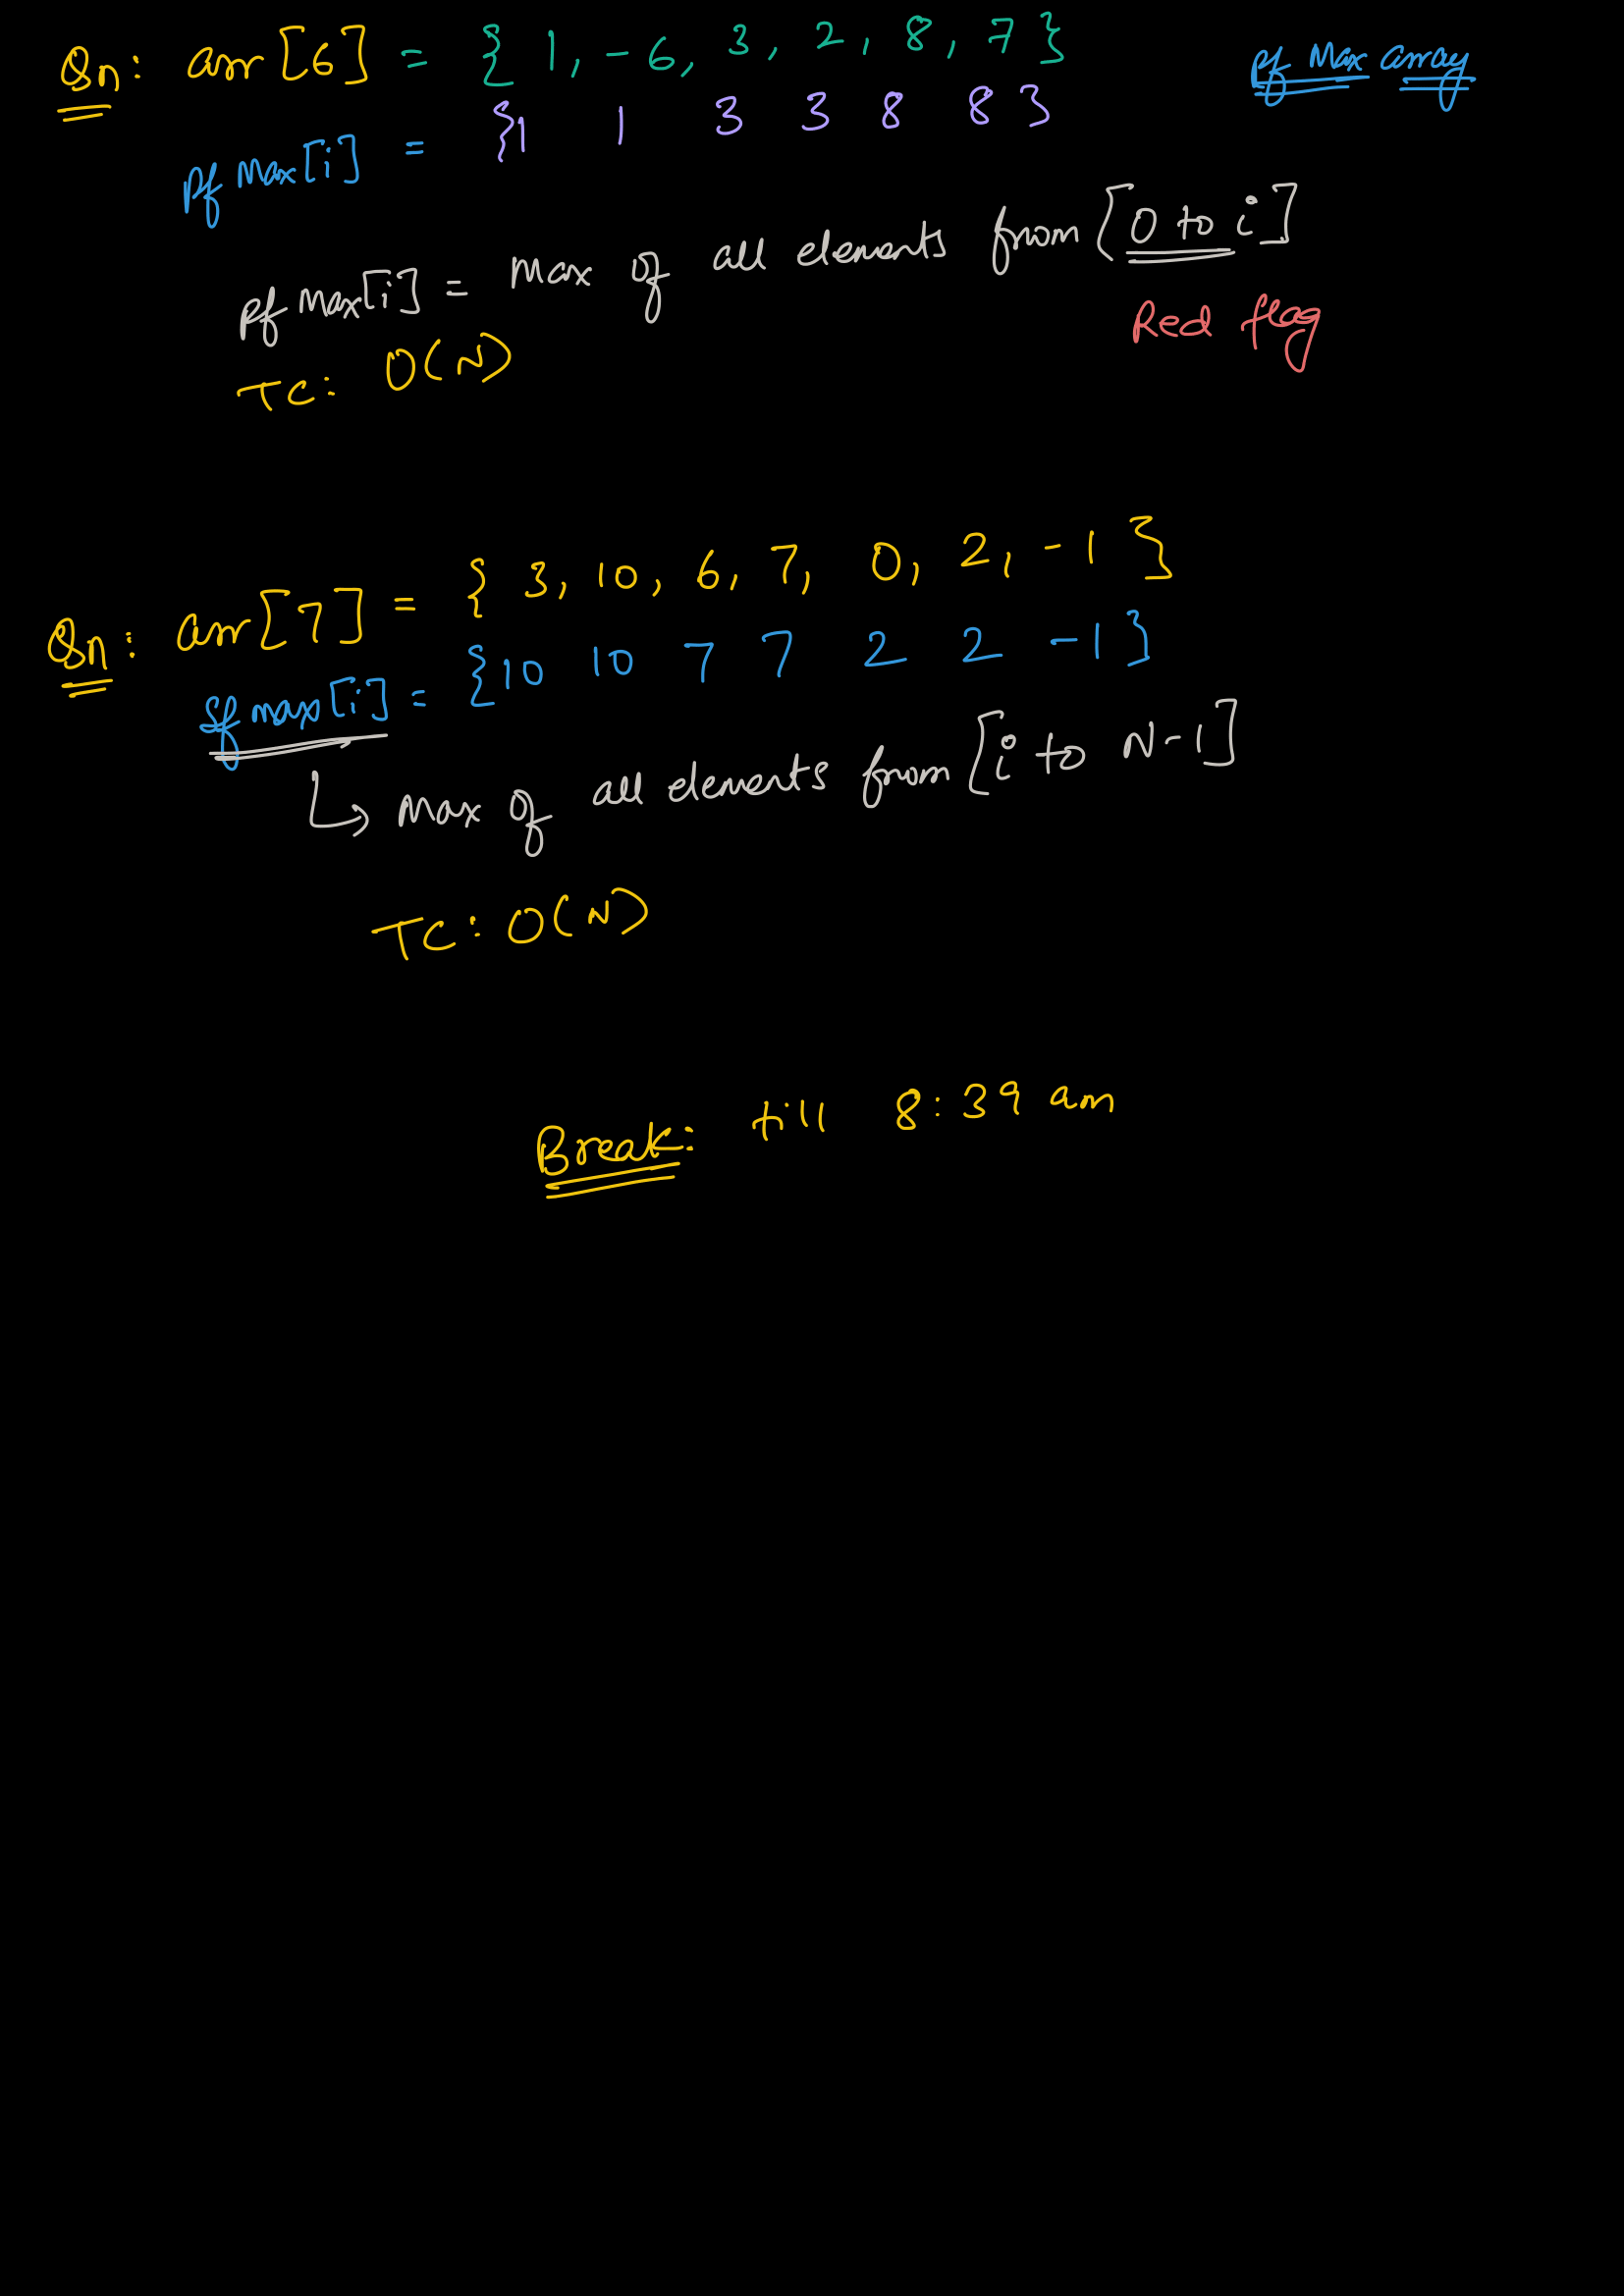 Qn: arr[6] = { 1, -6, 3, 2, 8, 7 }
pf Max array
pf Max[i] = {1 1 3 3 8 8 }
pf Max[i] = Max of all elements from [0 to i]
Red flag
TC: O(N)
Qn: arr[7] = { 3, 10, 6, 7, 0, 2, -1 }
sf max[i] = {10 10 7 7 2 2 -1 }
↳ Max of all elements from [i to N-1]
TC: O(N)
Break: till 8:39 am